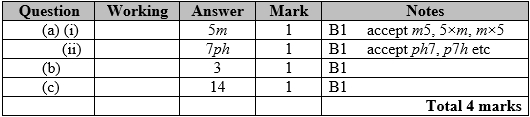 Question Working Answer Mark Notes
(a) (i) 5m 1 B1 accept m5, 5×m, m×5
(ii) 7ph 1 B1 accept ph7, p7h etc
(b) 3 1 B1
(c) 14 1 B1
Total 4 marks